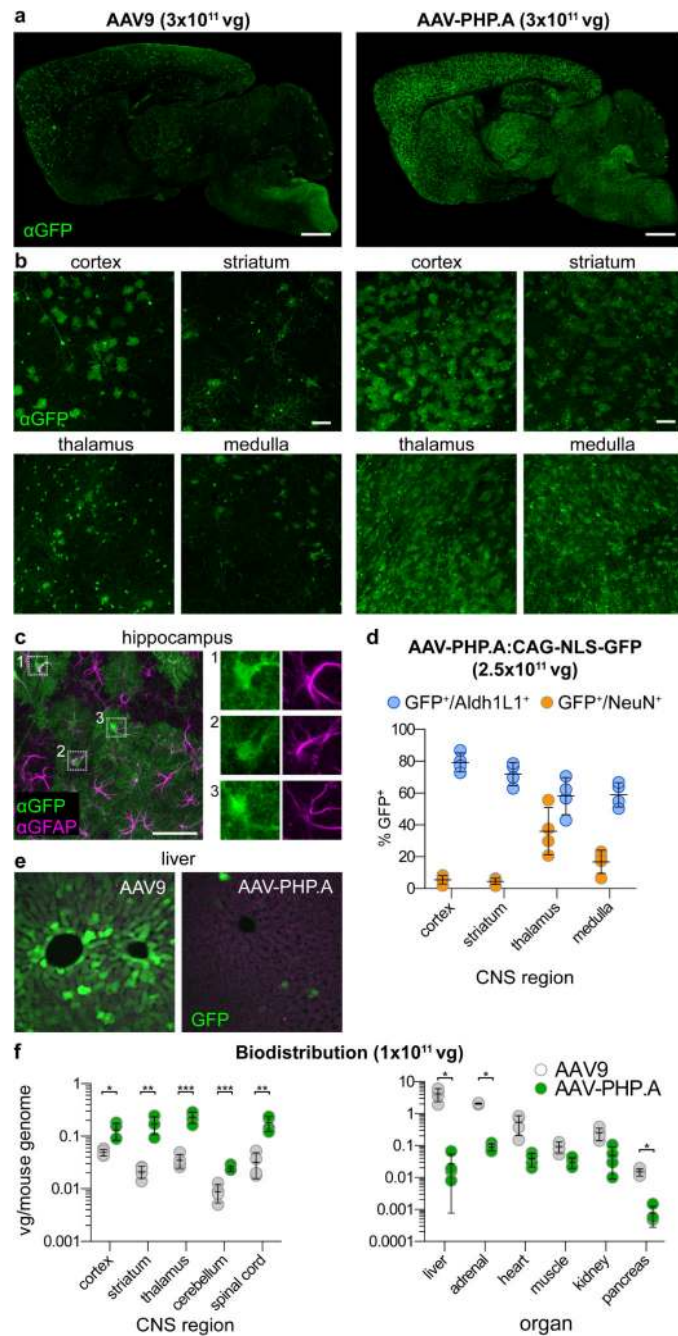 a
AAV9 (3x10¹¹ vg)
AAV-PHP.A (3x10¹¹ vg)
αGFP
b
cortex
striatum
cortex
striatum
αGFP
thalamus
medulla
thalamus
medulla
c
hippocampus
1
3
2
αGFP
αGFAP
1
2
3
d
AAV-PHP.A:CAG-NLS-GFP
(2.5x10¹¹ vg)
GFP⁺/Aldh1L1⁺
GFP⁺/NeuN⁺
% GFP⁺
100
80
60
40
20
0
cortex
striatum
thalamus
medulla
CNS region
e
liver
AAV9
AAV-PHP.A
GFP
f
Biodistribution (1x10¹¹ vg)
AAV9
AAV-PHP.A
vg/mouse genome
1
0.1
0.01
0.001
*
**
***
***
**
cortex
striatum
thalamus
cerebellum
spinal cord
CNS region
10
1
0.1
0.01
0.001
0.0001
*
*
*
liver
adrenal
heart
muscle
kidney
pancreas
organ